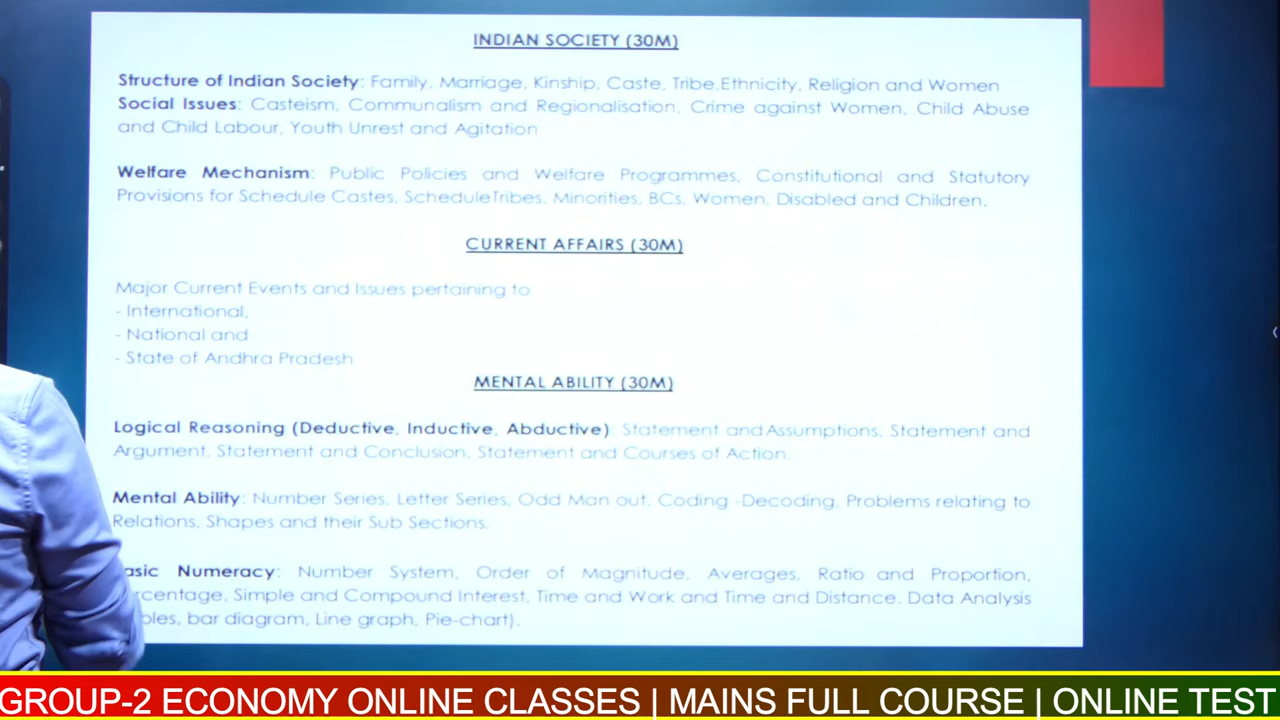 INDIAN SOCIETY (30M)
Structure of Indian Society: Family, Marriage, Kinship, Caste, Tribe,Ethnicity, Religion and Women
Social Issues: Casteism, Communalism and Regionalisation, Crime against Women, Child Abuse
and Child Labour, Youth Unrest and Agitation
Welfare Mechanism: Public Policies and Welfare Programmes, Constitutional and Statutory
Provisions for Schedule Castes, ScheduleTribes, Minorities, BCs, Women, Disabled and Children.
CURRENT AFFAIRS (30M)
Major Current Events and Issues pertaining to
- International,
- National and
- State of Andhra Pradesh
MENTAL ABILITY (30M)
Logical Reasoning (Deductive, Inductive, Abductive): Statement and Assumptions, Statement and
Argument, Statement and Conclusion, Statement and Courses of Action.
Mental Ability: Number Series, Letter Series, Odd Man out, Coding -Decoding, Problems relating to
Relations, Shapes and their Sub Sections.
Numeracy: Number System, Order of Magnitude, Averages, Ratio and Proportion,
Simple and Compound Interest, Time and Work and Time and Distance. Data Analysis
bar diagram, Line graph, Pie-chart).
GROUP-2 ECONOMY ONLINE CLASSES | MAINS FULL COURSE | ONLINE TEST